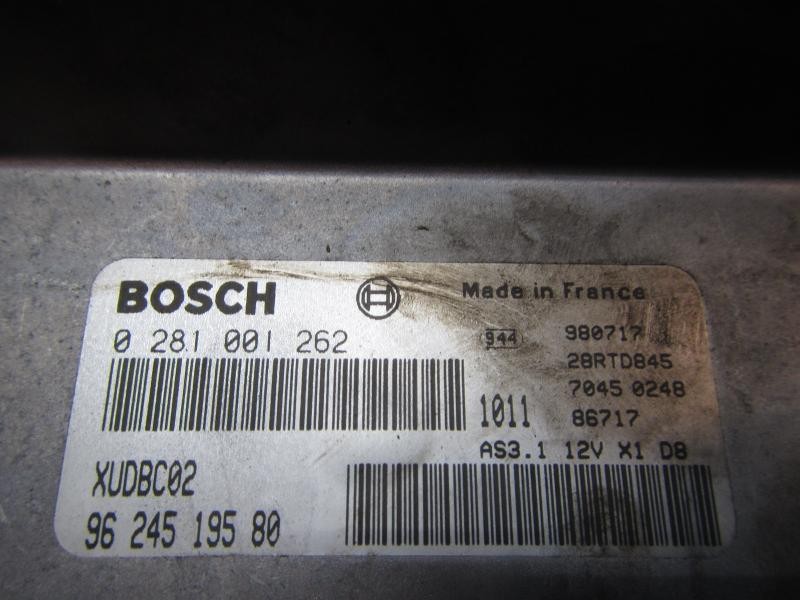 BOSCH
Made in France
0 281 001 262
944 980717
28RTD845
7045 0248
1011 86717
AS3.1 12V X1 D8
XUDBC02
96 245 195 80